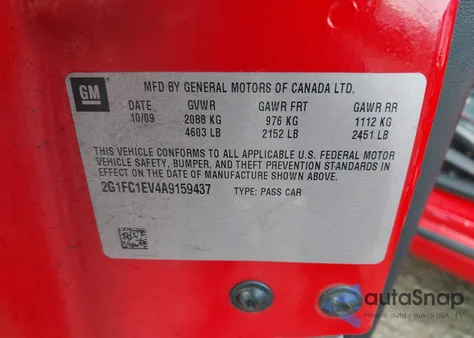 GM
MFD BY GENERAL MOTORS OF CANADA LTD.
DATE GVWR GAWR FRT GAWR RR
10/09 2088 KG 976 KG 1112 KG
4603 LB 2152 LB 2451 LB
THIS VEHICLE CONFORMS TO ALL APPLICABLE U.S. FEDERAL MOTOR
VEHICLE SAFETY, BUMPER, AND THEFT PREVENTION STANDARDS IN
EFFECT ON THE DATE OF MANUFACTURE SHOWN ABOVE.
2G1FC1EV4A9159437 TYPE: PASS CAR
autoSnap